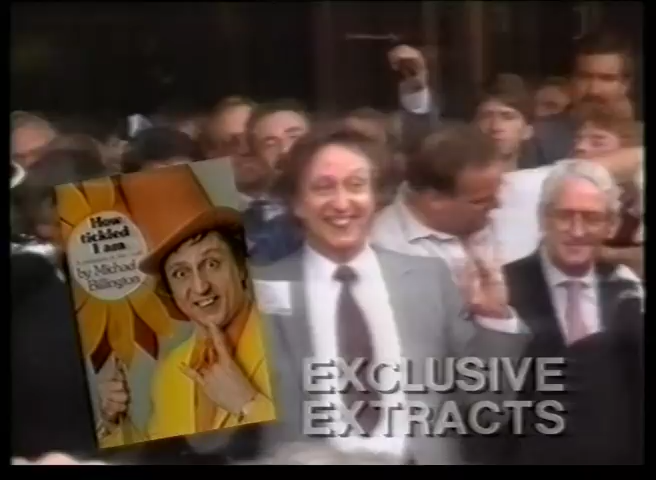 How
tickled
I am
by Michael
Billington
EXCLUSIVE
EXTRACTS